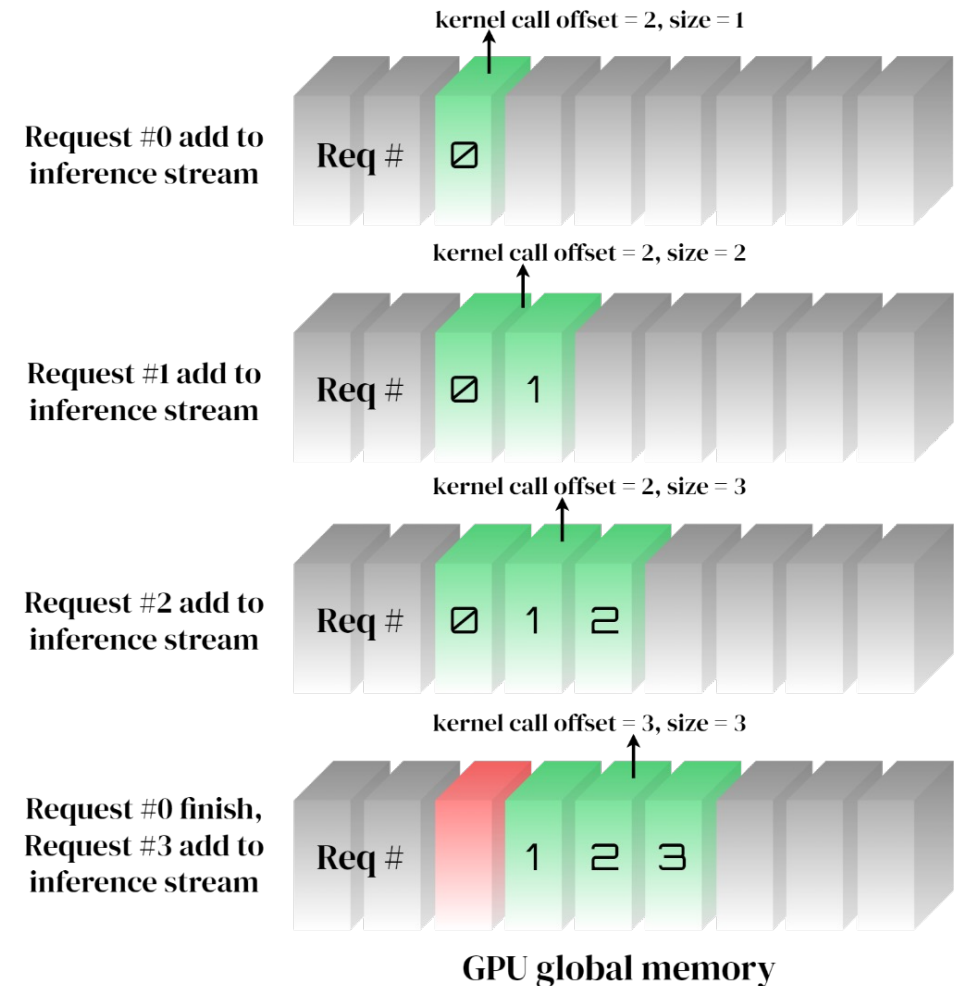 kernel call offset = 2, size = 1
Request #0 add to
inference stream
Req # 0
kernel call offset = 2, size = 2
Request #1 add to
inference stream
Req # 0 1
kernel call offset = 2, size = 3
Request #2 add to
inference stream
Req # 0 1 2
kernel call offset = 3, size = 3
Request #0 finish,
Request #3 add to
inference stream
Req # 1 2 3
GPU global memory